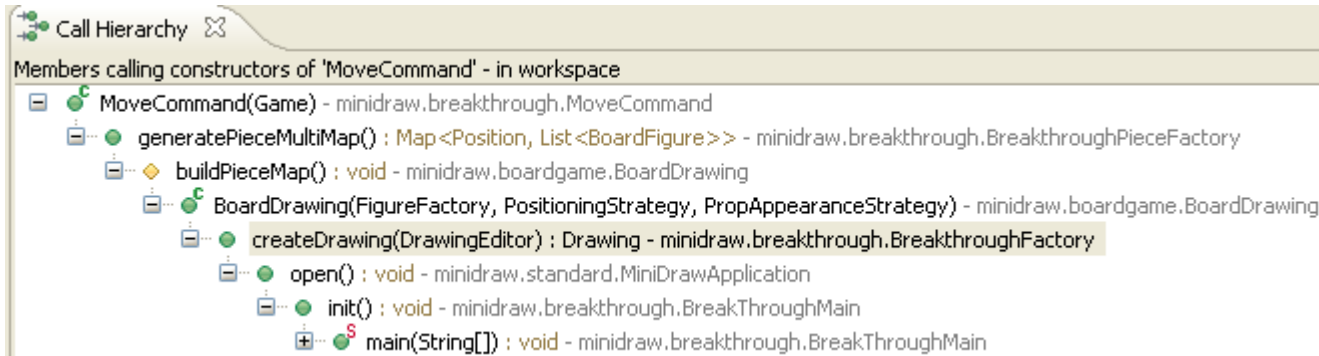 Call Hierarchy
Members calling constructors of 'MoveCommand' - in workspace
C MoveCommand(Game) - minidraw.breakthrough.MoveCommand
generatePieceMultiMap() : Map<Position, List<BoardFigure>> - minidraw.breakthrough.BreakthroughPieceFactory
buildPieceMap() : void - minidraw.boardgame.BoardDrawing
C BoardDrawing(FigureFactory, PositioningStrategy, PropAppearanceStrategy) - minidraw.boardgame.BoardDrawing
createDrawing(DrawingEditor) : Drawing - minidraw.breakthrough.BreakthroughFactory
open() : void - minidraw.standard.MiniDrawApplication
init() : void - minidraw.breakthrough.BreakThroughMain
S main(String[]) : void - minidraw.breakthrough.BreakThroughMain